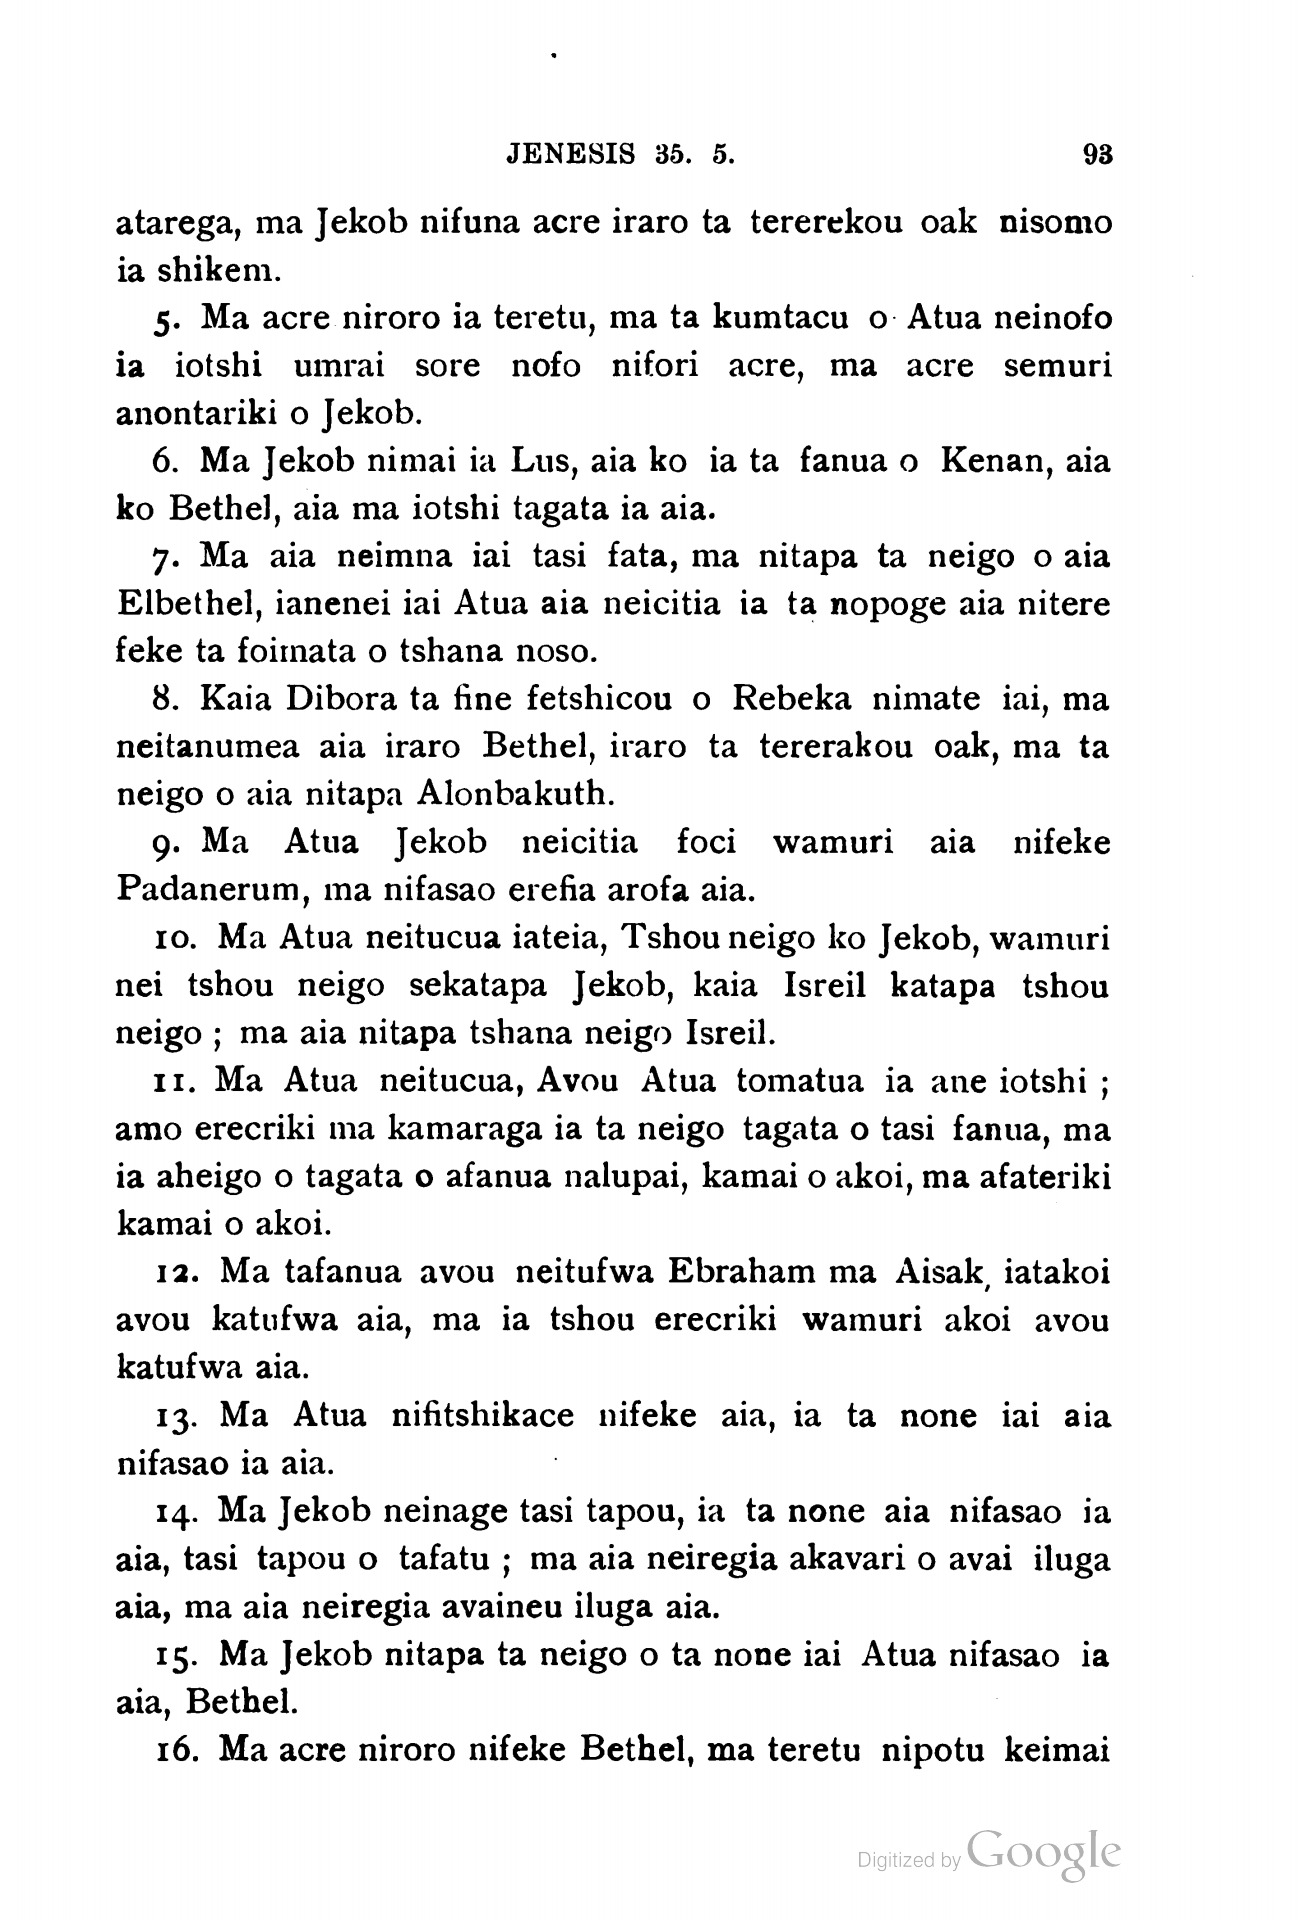 JENESIS 35. 5. 93
atarega, ma Jekob nifuna acre iraro ta tererekou oak nisomo
ia shikem.
5. Ma acre niroro ia teretu, ma ta kumtacu o Atua neinofo
ia iotshi umrai sore nofo nifori acre, ma acre semuri
anontariki o Jekob.
6. Ma Jekob nimai ia Lus, aia ko ia ta fanua o Kenan, aia
ko Bethel, aia ma iotshi tagata ia aia.
7. Ma aia neimna iai tasi fata, ma nitapa ta neigo o aia
Elbethel, ianenei iai Atua aia neicitia ia ta nopoge aia nitere
feke ta foimata o tshana noso.
8. Kaia Dibora ta fine fetshicou o Rebeka nimate iai, ma
neitanumea aia iraro Bethel, iraro ta tererakou oak, ma ta
neigo o aia nitapa Alonbakuth.
9. Ma Atua Jekob neicitia foci wamuri aia nifeke
Padanerum, ma nifasao erefia arofa aia.
10. Ma Atua neitucua iateia, Tshou neigo ko Jekob, wamuri
nei tshou neigo sekatapa Jekob, kaia Isreil katapa tshou
neigo ; ma aia nitapa tshana neigo Isreil.
11. Ma Atua neitucua, Avou Atua tomatua ia ane iotshi ;
amo erecriki ma kamaraga ia ta neigo tagata o tasi fanua, ma
ia aheigo o tagata o afanua nalupai, kamai o akoi, ma afateriki
kamai o akoi.
12. Ma tafanua avou neitufwa Ebraham ma Aisak, iatakoi
avou katufwa aia, ma ia tshou erecriki wamuri akoi avou
katufwa aia.
13. Ma Atua nifitshikace nifeke aia, ia ta none iai aia
nifasao ia aia.
14. Ma Jekob neinage tasi tapou, ia ta none aia nifasao ia
aia, tasi tapou o tafatu ; ma aia neiregia akavari o avai iluga
aia, ma aia neiregia avaineu iluga aia.
15. Ma Jekob nitapa ta neigo o ta none iai Atua nifasao ia
aia, Bethel.
16. Ma acre niroro nifeke Bethel, ma teretu nipotu keimai
Digitized by Google